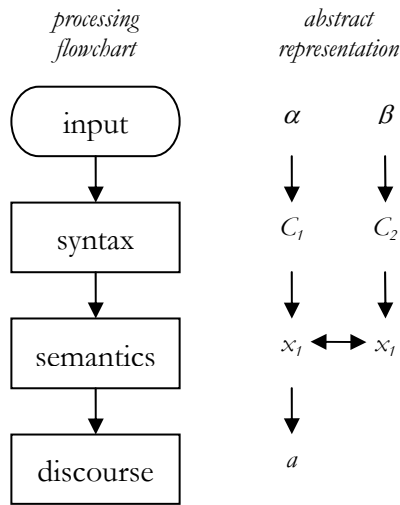 processing
flowchart
abstract
representation
input
α β
syntax
C₁ C₂
semantics
x₁ x₁
discourse
a